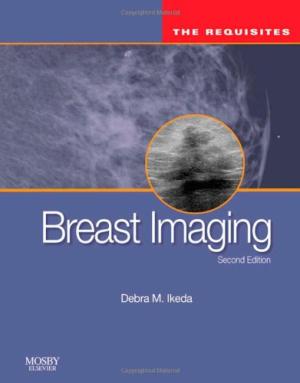 THE REQUISITES
Breast Imaging
Second Edition
Debra M. Ikeda
MOSBY
ELSEVIER